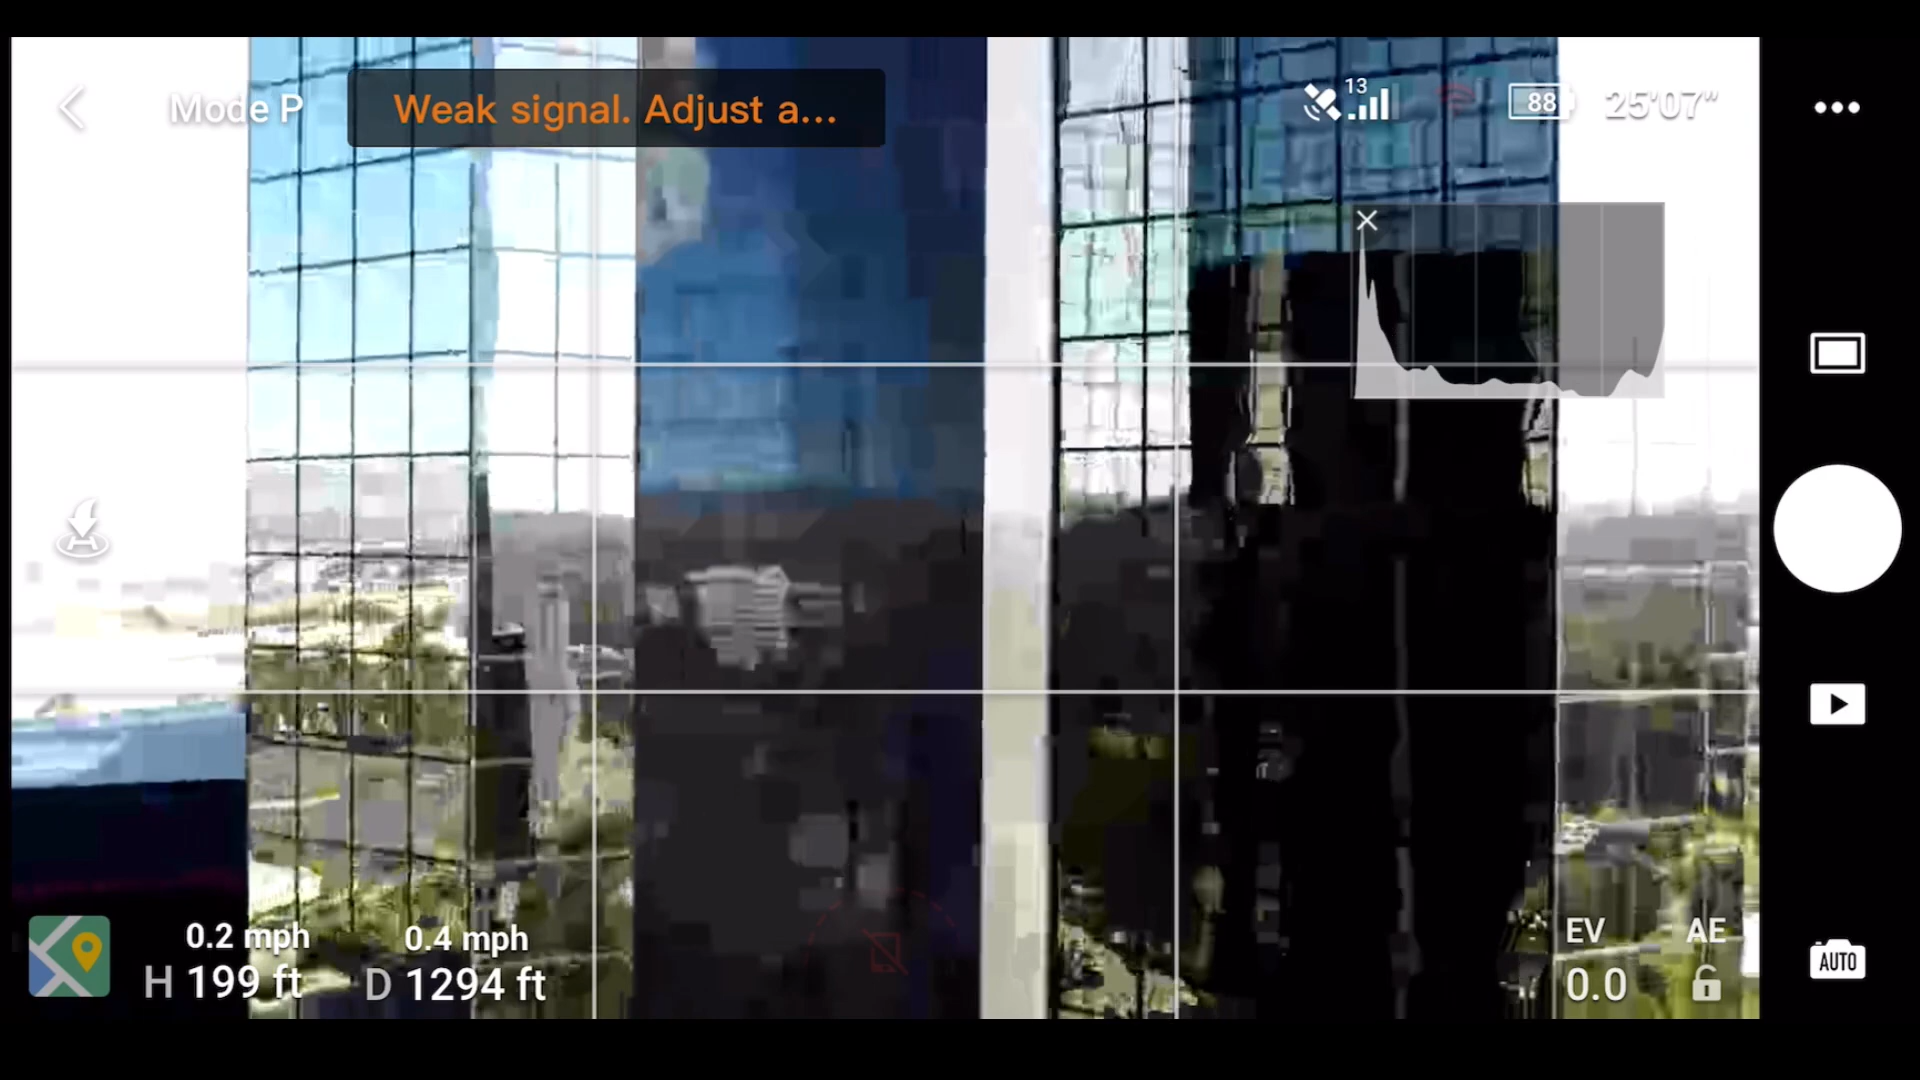 Mode P
Weak signal. Adjust a...
13
88
25'07"
0.2 mph
0.4 mph
H 199 ft
D 1294 ft
EV
AE
0.0
AUTO